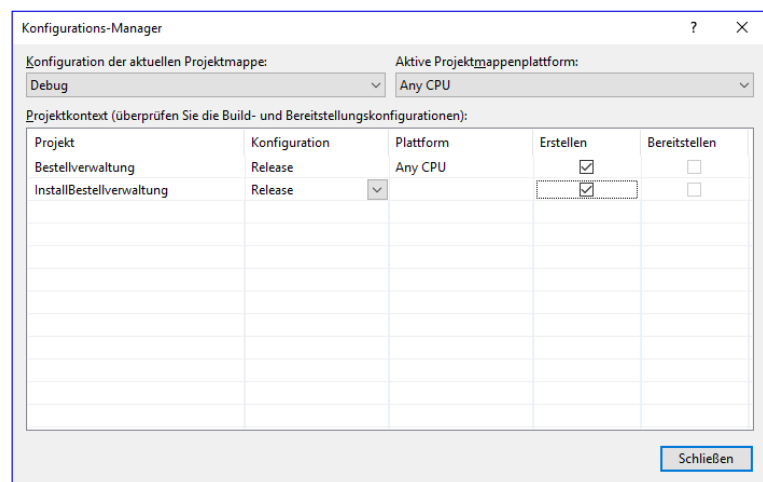 Konfigurations-Manager ?
Konfiguration der aktuellen Projektmappe: Aktive Projektmappenplattform:
Debug Any CPU
Projektkontext (überprüfen Sie die Build- und Bereitstellungskonfigurationen):
Projekt Konfiguration Plattform Erstellen Bereitstellen
Bestellverwaltung Release Any CPU
InstallBestellverwaltung Release
Schließen